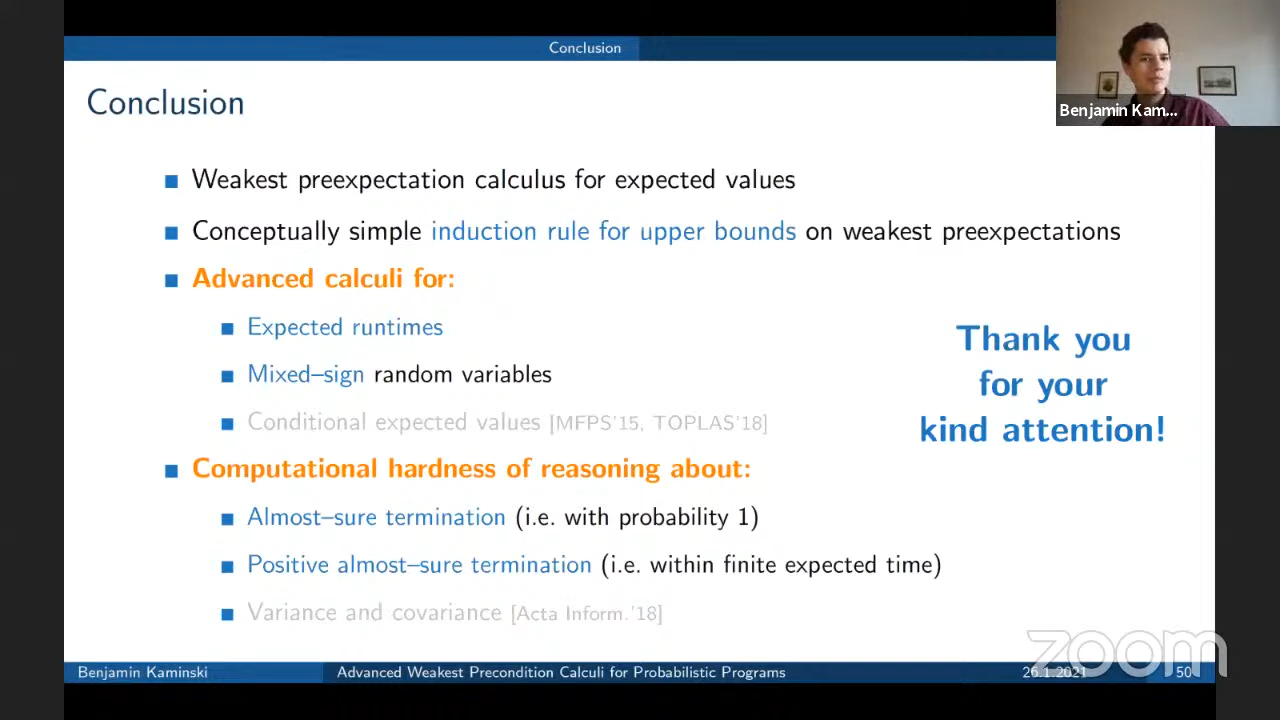 Conclusion
Benjamin Kam...
Conclusion
Weakest preexpectation calculus for expected values
Conceptually simple induction rule for upper bounds on weakest preexpectations
Advanced calculi for:
Expected runtimes
Mixed–sign random variables
Conditional expected values [MFPS'15, TOPLAS'18]
Thank you
for your
kind attention!
Computational hardness of reasoning about:
Almost–sure termination (i.e. with probability 1)
Positive almost–sure termination (i.e. within finite expected time)
Variance and covariance [Acta Inform.'18]
zoom
Benjamin Kaminski Advanced Weakest Precondition Calculi for Probabilistic Programs 26.1.2021 50